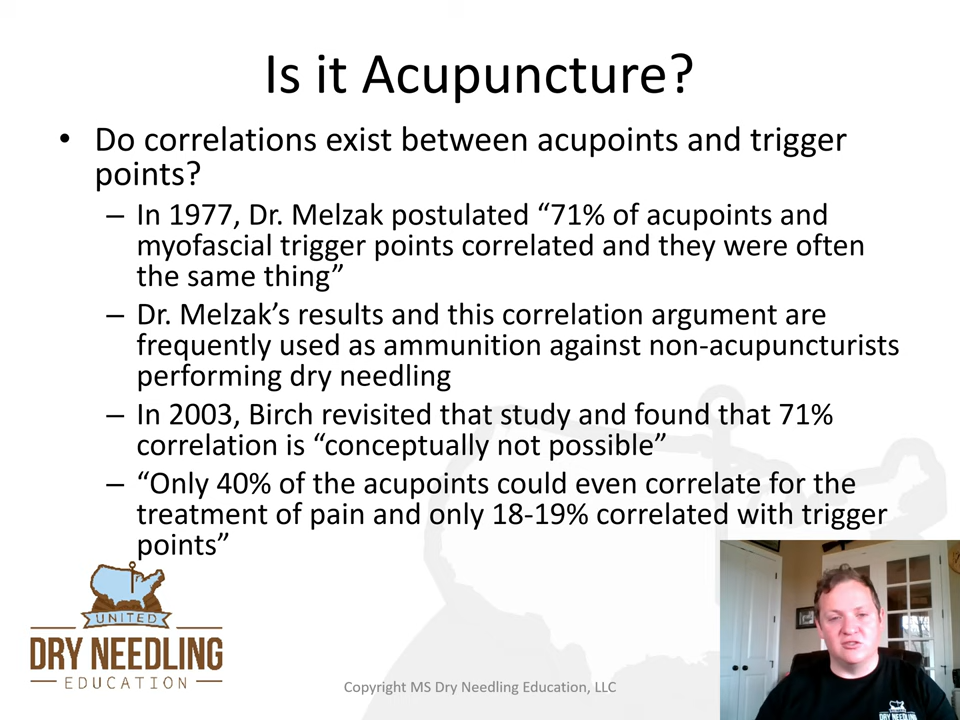 Is it Acupuncture?
• Do correlations exist between acupoints and trigger
points?
– In 1977, Dr. Melzak postulated “71% of acupoints and
myofascial trigger points correlated and they were often
the same thing”
– Dr. Melzak’s results and this correlation argument are
frequently used as ammunition against non-acupuncturists
performing dry needling
– In 2003, Birch revisited that study and found that 71%
correlation is “conceptually not possible”
– “Only 40% of the acupoints could even correlate for the
treatment of pain and only 18-19% correlated with trigger
points”
UNITED
DRY NEEDLING
EDUCATION
Copyright MS Dry Needling Education, LLC
DRY NEEDLING